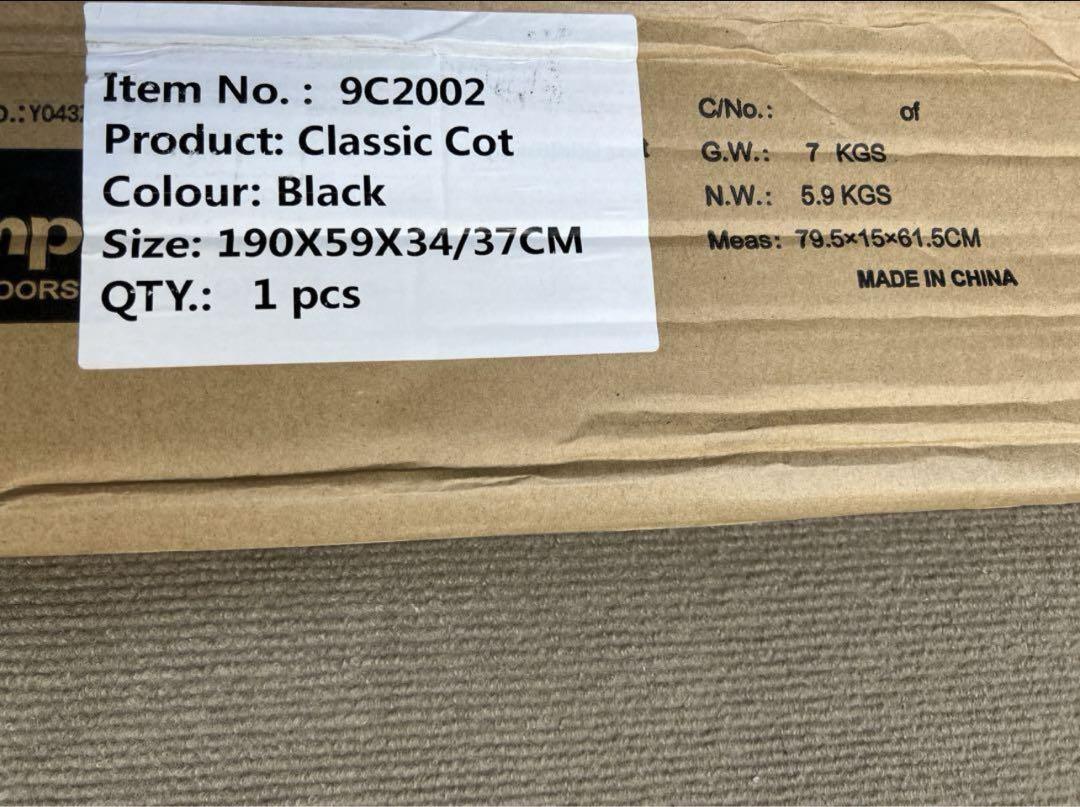 Item No. : 9C2002
Product: Classic Cot
Colour: Black
Size: 190X59X34/37CM
QTY.: 1 pcs
C/No.: of
G.W.: 7 KGS
N.W.: 5.9 KGS
Meas: 79.5×15×61.5CM
MADE IN CHINA